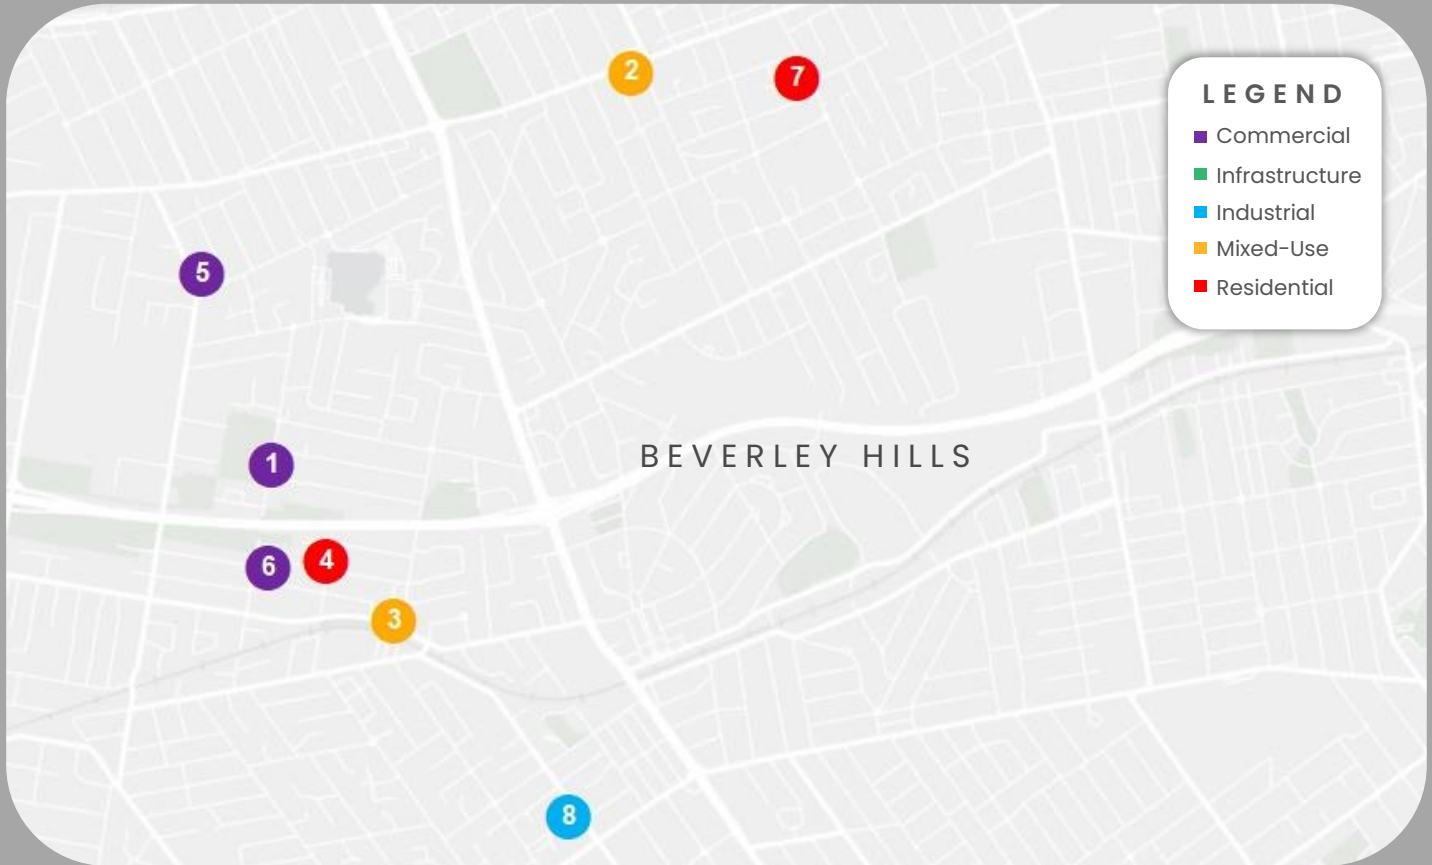 2
7
LEGEND
Commercial
Infrastructure
Industrial
Mixed-Use
Residential
5
1
BEVERLEY HILLS
6
4
3
8